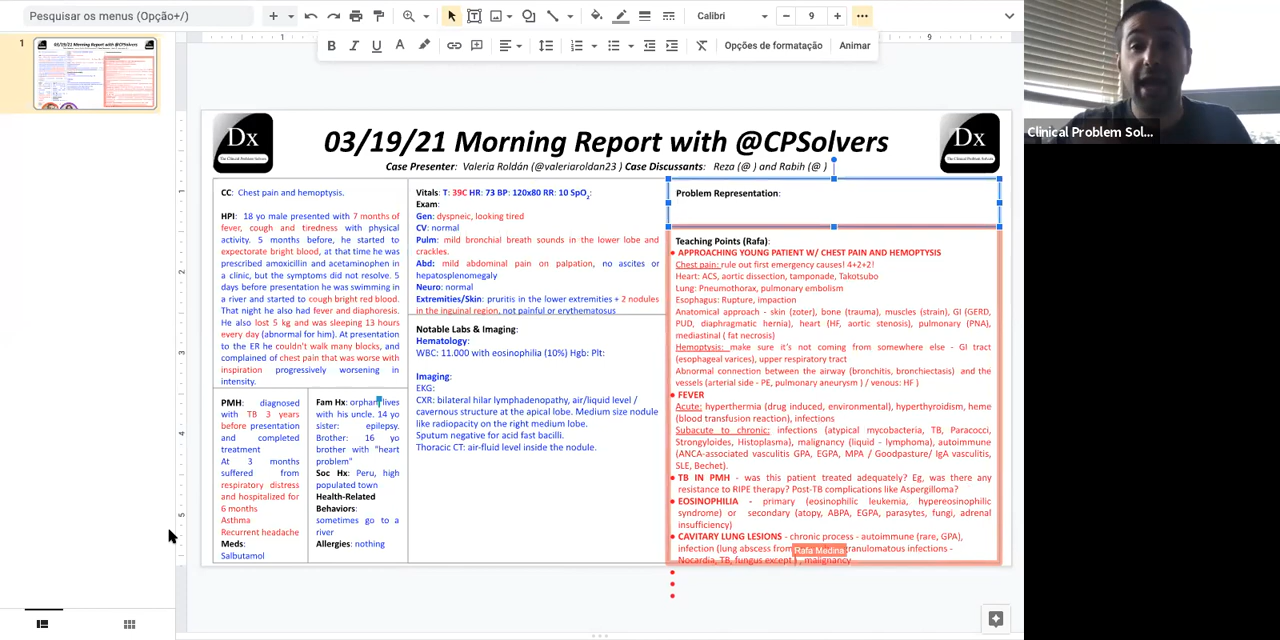 Pesquisar os menus (Opção+/)
Calibri
9
B I U A
Opções de formatação
Animar
1
9
1
Dx
The Clinical Problem Solvers
03/19/21 Morning Report with @CPSolvers
Case Presenter: Valeria Roldán (@valeriaroldan23 ) Case Discussants: Reza (@ ) and Rabih (@ )
Dx
The Clinical Problem Solvers
CC: Chest pain and hemoptysis.
HPI: 18 yo male presented with 7 months of
fever, cough and tiredness with physical
activity. 5 months before, he started to
expectorate bright blood, at that time he was
prescribed amoxicillin and acetaminophen in
a clinic, but the symptoms did not resolve. 5
days before presentation he was swimming in
a river and started to cough bright red blood.
That night he also had fever and diaphoresis.
He also lost 5 kg and was sleeping 13 hours
every day (abnormal for him). At presentation
to the ER he couldn't walk many blocks, and
complained of chest pain that was worse with
inspiration progressively worsening in
intensity.
PMH: diagnosed
with TB 3 years
before presentation
and completed
treatment
At 3 months
suffered from
respiratory distress
and hospitalized for
6 months
Asthma
Recurrent headache
Meds:
Salbutamol
Fam Hx: orphan, lives
with his uncle. 14 yo
sister: epilepsy.
Brother: 16 yo
brother with "heart
problem"
Soc Hx: Peru, high
populated town
Health-Related
Behaviors:
sometimes go to a
river
Allergies: nothing
Vitals: T: 39C HR: 73 BP: 120x80 RR: 10 SpO2:
Exam:
Gen: dyspneic, looking tired
CV: normal
Pulm: mild bronchial breath sounds in the lower lobe and
crackles.
Abd: mild abdominal pain on palpation, no ascites or
hepatosplenomegaly
Neuro: normal
Extremities/Skin: pruritis in the lower extremities + 2 nodules
in the inguinal region, not painful or erythematosus
Notable Labs & Imaging:
Hematology:
WBC: 11.000 with eosinophilia (10%) Hgb: Plt:
Imaging:
EKG:
CXR: bilateral hilar lymphadenopathy, air/liquid level /
cavernous structure at the apical lobe. Medium size nodule
like radiopacity on the right medium lobe.
Sputum negative for acid fast bacilli.
Thoracic CT: air-fluid level inside the nodule.
Problem Representation:
Teaching Points (Rafa):
● APPROACHING YOUNG PATIENT W/ CHEST PAIN AND HEMOPTYSIS
Chest pain: rule out first emergency causes! 4+2+2!
Heart: ACS, aortic dissection, tamponade, Takotsubo
Lung: Pneumothorax, pulmonary embolism
Esophagus: Rupture, impaction
Anatomical approach - skin (zoter), bone (trauma), muscles (strain), GI (GERD,
PUD, diaphragmatic hernia), heart (HF, aortic stenosis), pulmonary (PNA),
mediastinal ( fat necrosis)
Hemoptysis: make sure it's not coming from somewhere else - GI tract
(esophageal varices), upper respiratory tract
Abnormal connection between the airway (bronchitis, bronchiectasis) and the
vessels (arterial side - PE, pulmonary aneurysm ) / venous: HF )
● FEVER
Acute: hyperthermia (drug induced, environmental), hyperthyroidism, heme
(blood transfusion reaction), infections
Subacute to chronic: infections (atypical mycobacteria, TB, Paracocci,
Strongyloides, Histoplasma), malignancy (liquid - lymphoma), autoimmune
(ANCA-associated vasculitis GPA, EGPA, MPA / Goodpasture/ IgA vasculitis,
SLE, Bechet).
● TB IN PMH - was this patient treated adequately? Eg, was there any
resistance to RIPE therapy? Post-TB complications like Aspergilloma?
● EOSINOPHILIA - primary (eosinophilic leukemia, hypereosinophilic
syndrome) or secondary (atopy, ABPA, EGPA, parasytes, fungi, adrenal
insufficiency)
● CAVITARY LUNG LESIONS - chronic process - autoimmune (rare, GPA),
infection (lung abscess from granulomatous infections -
Nocardia, TB, fungus except ) , malignancy
Rafa Medina
Clinical Problem Sol...